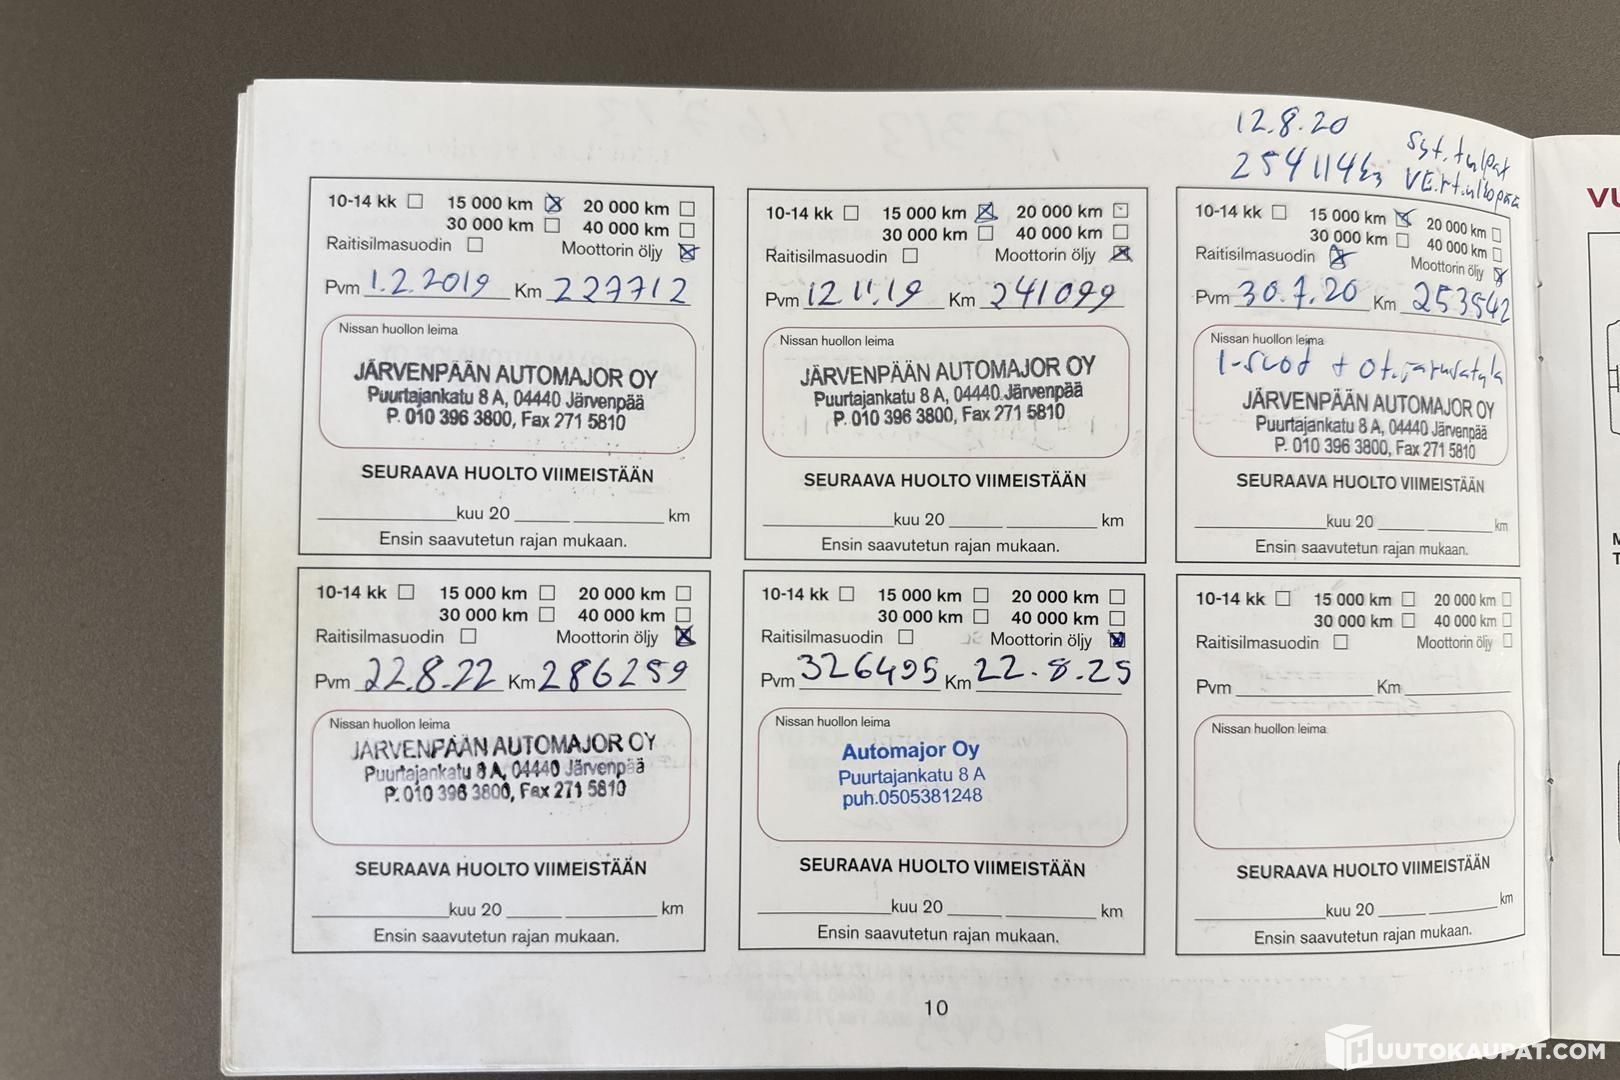 12.8.20
254114 km
Syt.tulpat
10-14 kk 15 000 km 20 000 km
30 000 km 40 000 km
Raitisilmasuodin Moottorin öljy
Pvm 1.2.2019 Km 227712
Nissan huollon leima
JÄRVENPÄÄN AUTOMAJOR OY
Puurtajankatu 8 A, 04440 Järvenpää
P. 010 396 3800, Fax 271 5810
SEURAAVA HUOLTO VIIMEISTÄÄN
kuu 20 km
Ensin saavutetun rajan mukaan.
10-14 kk 15 000 km 20 000 km
30 000 km 40 000 km
Raitisilmasuodin Moottorin öljy
Pvm 12.11.19 Km 241099
Nissan huollon leima
JÄRVENPÄÄN AUTOMAJOR OY
Puurtajankatu 8 A, 04440 Järvenpää
P. 010 396 3800, Fax 271 5810
SEURAAVA HUOLTO VIIMEISTÄÄN
kuu 20 km
Ensin saavutetun rajan mukaan.
10-14 kk 15 000 km 20 000 km
30 000 km 40 000 km
Raitisilmasuodin Moottorin öljy
Pvm 30.7.20 Km 253542
Nissan huollon leima
I-suod + ot.jarrusatula
JÄRVENPÄÄN AUTOMAJOR OY
Puurtajankatu 8 A, 04440 Järvenpää
P. 010 396 3800, Fax 271 5810
SEURAAVA HUOLTO VIIMEISTÄÄN
kuu 20 km
Ensin saavutetun rajan mukaan.
10-14 kk 15 000 km 20 000 km
30 000 km 40 000 km
Raitisilmasuodin Moottorin öljy
Pvm 22.8.22 Km 286259
Nissan huollon leima
JÄRVENPÄÄN AUTOMAJOR OY
Puurtajankatu 8 A, 04440 Järvenpää
P. 010 396 3800, Fax 271 5810
SEURAAVA HUOLTO VIIMEISTÄÄN
kuu 20 km
Ensin saavutetun rajan mukaan.
10-14 kk 15 000 km 20 000 km
30 000 km 40 000 km
Raitisilmasuodin Moottorin öljy
Pvm 326495 Km 22.8.25
Nissan huollon leima
Automajor Oy
Puurtajankatu 8 A
puh.0505381248
SEURAAVA HUOLTO VIIMEISTÄÄN
kuu 20 km
Ensin saavutetun rajan mukaan.
10-14 kk 15 000 km 20 000 km
30 000 km 40 000 km
Raitisilmasuodin Moottorin öljy
Pvm Km
Nissan huollon leima
SEURAAVA HUOLTO VIIMEISTÄÄN
kuu 20 km
Ensin saavutetun rajan mukaan.
10
VU
HUUTOKAUPAT.COM